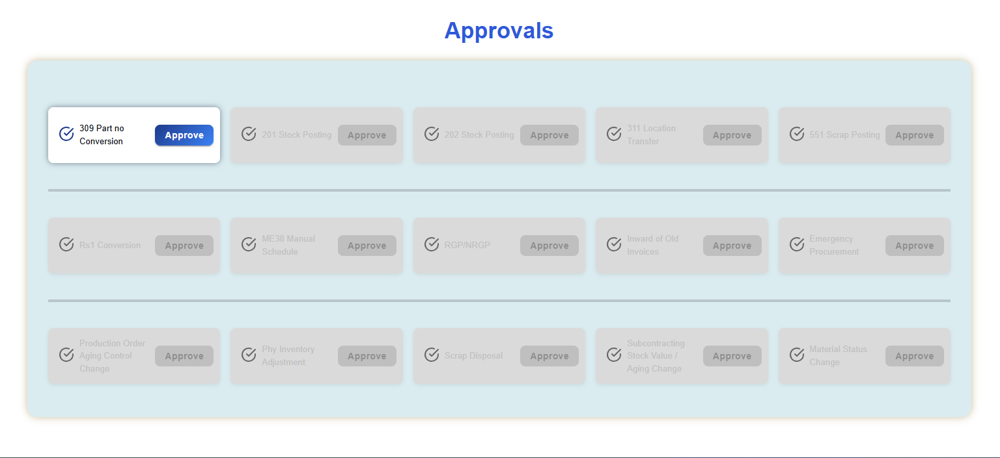 Approvals
309 Part no
Conversion
Approve
201 Stock Posting
Approve
202 Stock Posting
Approve
311 Location
Transfer
Approve
551 Scrap Posting
Approve
Rs1 Conversion
Approve
ME38 Manual
Schedule
Approve
RGP/NRGP
Approve
Inward of Old
Invoices
Approve
Emergency
Procurement
Approve
Production Order
Aging Control
Change
Approve
Phy Inventory
Adjustment
Approve
Scrap Disposal
Approve
Subcontracting
Stock Value /
Aging Change
Approve
Material Status
Change
Approve